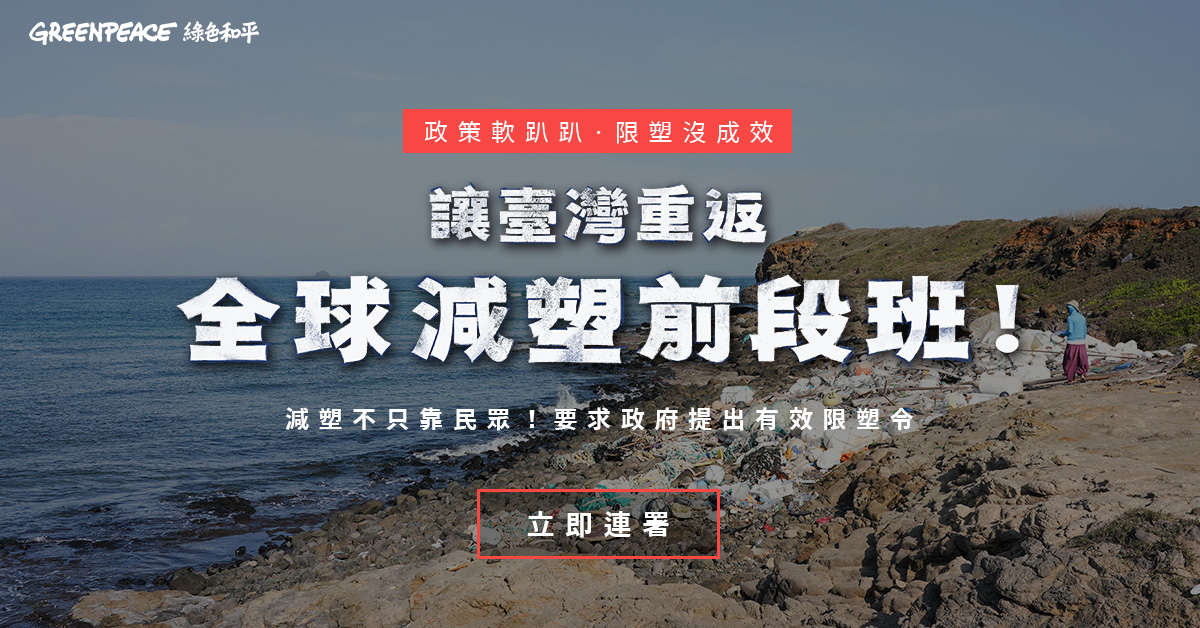 GREENPEACE 綠色和平
政策軟趴趴·限塑沒成效
讓臺灣重返
全球減塑前段班!
減塑不只靠民眾!要求政府提出有效限塑令
立即連署